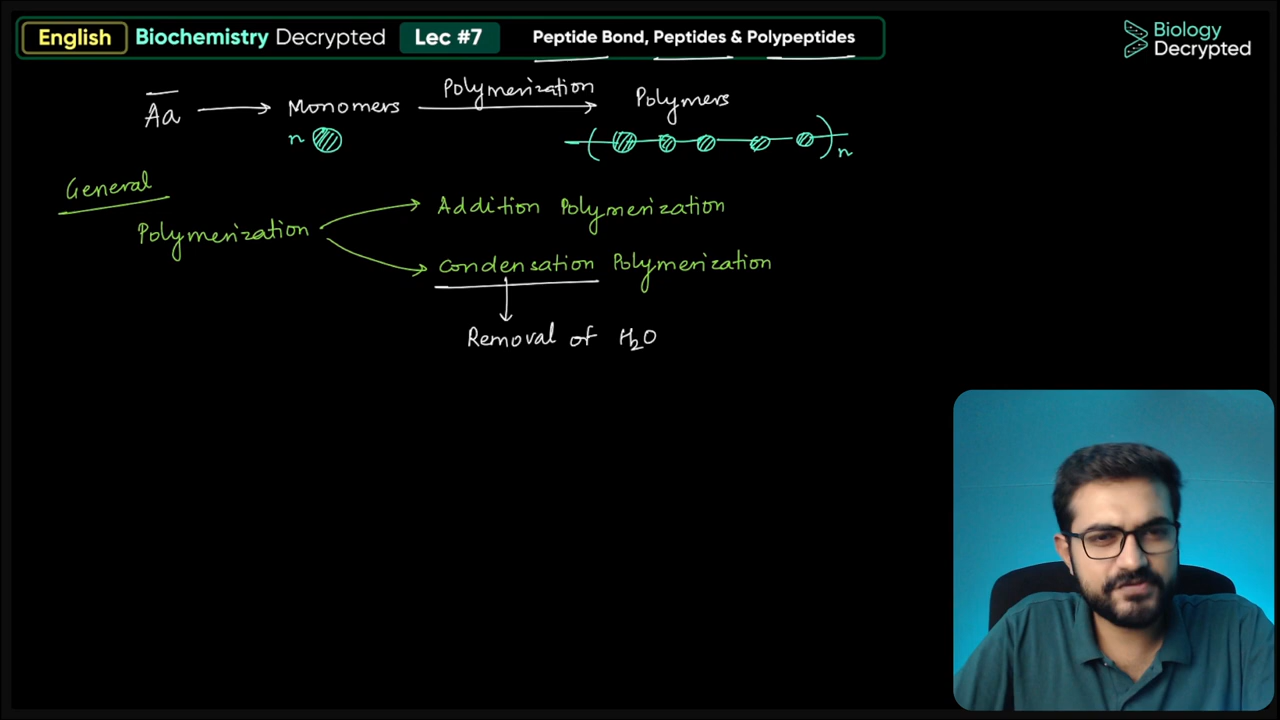 English Biochemistry Decrypted Lec #7 Peptide Bond, Peptides & Polypeptides
Biology
Decrypted
Aa → Monomers Polymerization → Polymers
n n
General
Polymerization
Addition Polymerization
Condensation Polymerization
Removal of H₂O